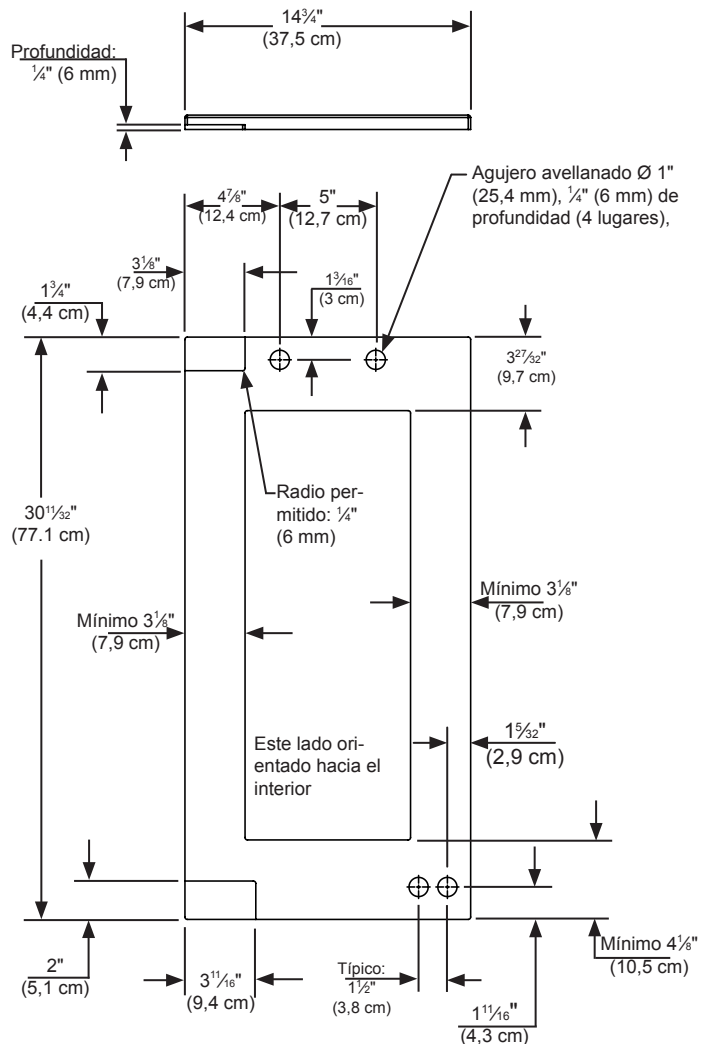 14¾"
(37,5 cm)
Profundidad:
¼" (6 mm)
Agujero avellanado Ø 1"
(25,4 mm), ¼" (6 mm) de
profundidad (4 lugares),
4⅞"
(12,4 cm)
5"
(12,7 cm)
3⅛"
(7,9 cm)
1³⁄₁₆"
(3 cm)
1¾"
(4,4 cm)
3²⁷⁄₃₂"
(9,7 cm)
30¹¹⁄₃₂"
(77.1 cm)
Radio per-
mitido: ¼"
(6 mm)
Mínimo 3⅛"
(7,9 cm)
Mínimo 3⅛"
(7,9 cm)
Este lado ori-
entado hacia el
interior
1⁵⁄₃₂"
(2,9 cm)
2"
(5,1 cm)
3¹¹⁄₁₆"
(9,4 cm)
Típico:
1½"
(3,8 cm)
1¹¹⁄₁₆"
(4,3 cm)
Mínimo 4⅛"
(10,5 cm)